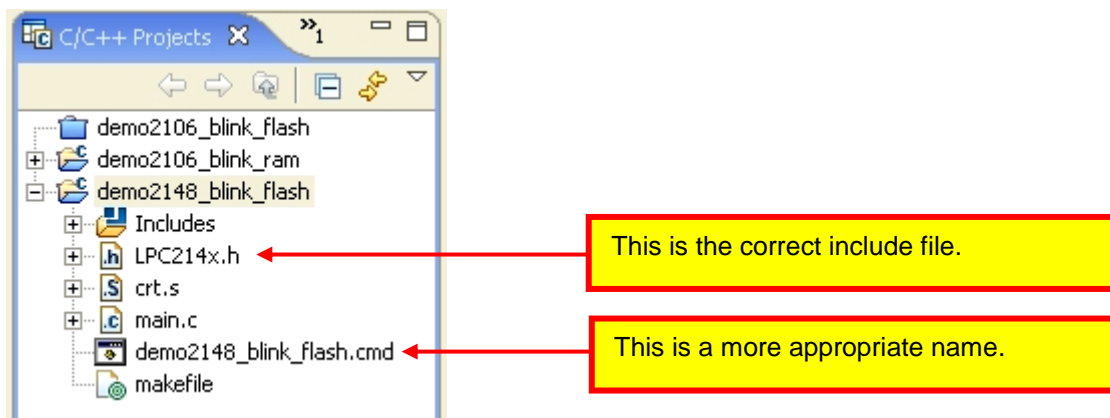 C/C++ Projects
»1
demo2106_blink_flash
demo2106_blink_ram
demo2148_blink_flash
Includes
.h LPC214x.h
.S crt.s
.c main.c
demo2148_blink_flash.cmd
makefile
This is the correct include file.
This is a more appropriate name.